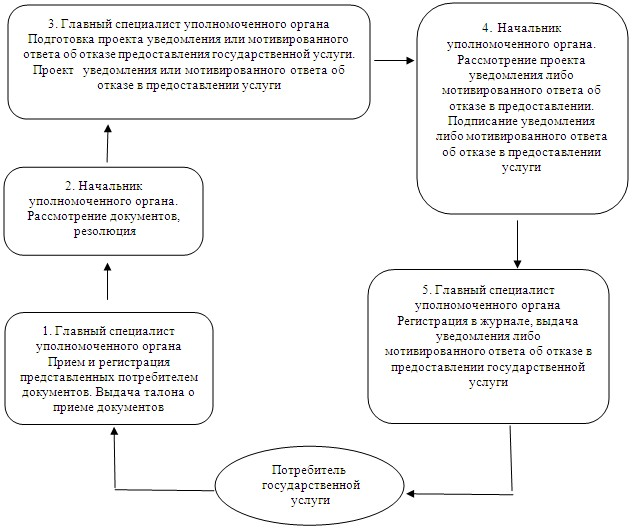 3. Главный специалист уполномоченного органа
Подготовка проекта уведомления или мотивированного
ответа об отказе предоставления государственной услуги.
Проект уведомления или мотивированного ответа об
отказе в предоставлении услуги
4. Начальник
уполномоченного органа.
Рассмотрение проекта
уведомления либо
мотивированного ответа об
отказе в предоставлении.
Подписание уведомления
либо мотивированного ответа
об отказе в предоставлении
услуги
2. Начальник
уполномоченного органа.
Рассмотрение документов,
резолюция
5. Главный специалист
уполномоченного органа
Регистрация в журнале, выдача
уведомления либо
мотивированного ответа об отказе в
предоставлении государственной
услуги
1. Главный специалист
уполномоченного органа
Прием и регистрация
представленных потребителем
документов. Выдача талона о
приеме документов
Потребитель
государственной
услуги